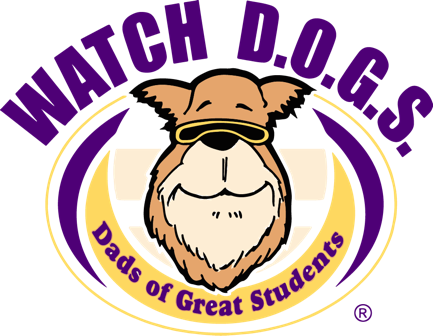 WATCH D.O.G.S.
Dads of Great Students
®